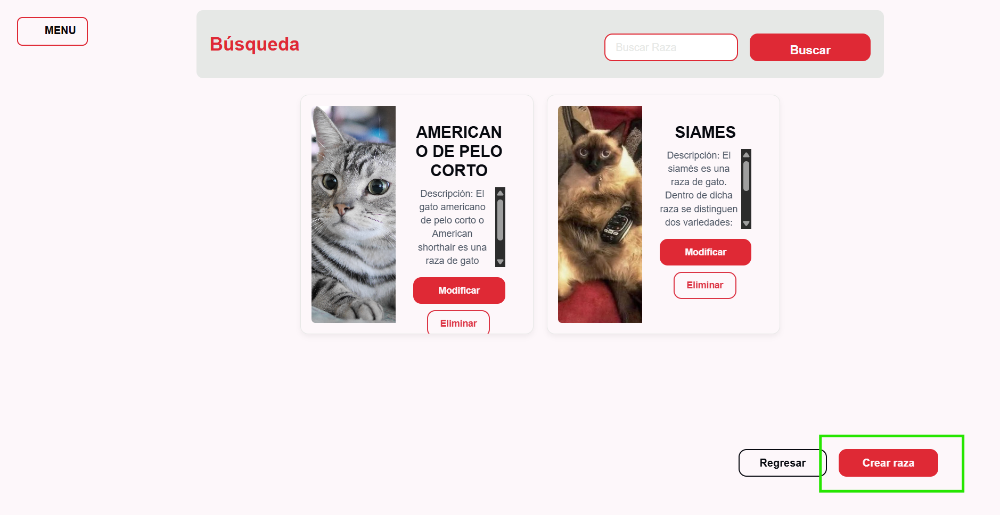 MENU
Búsqueda
Buscar Raza
Buscar
AMERICAN
O DE PELO
CORTO
Descripción: El
gato americano
de pelo corto o
American
shorthair es una
raza de gato
Modificar
Eliminar
SIAMES
Descripción: El
siamés es una
raza de gato.
Dentro de dicha
raza se distinguen
dos variedades:
Modificar
Eliminar
Regresar
Crear raza